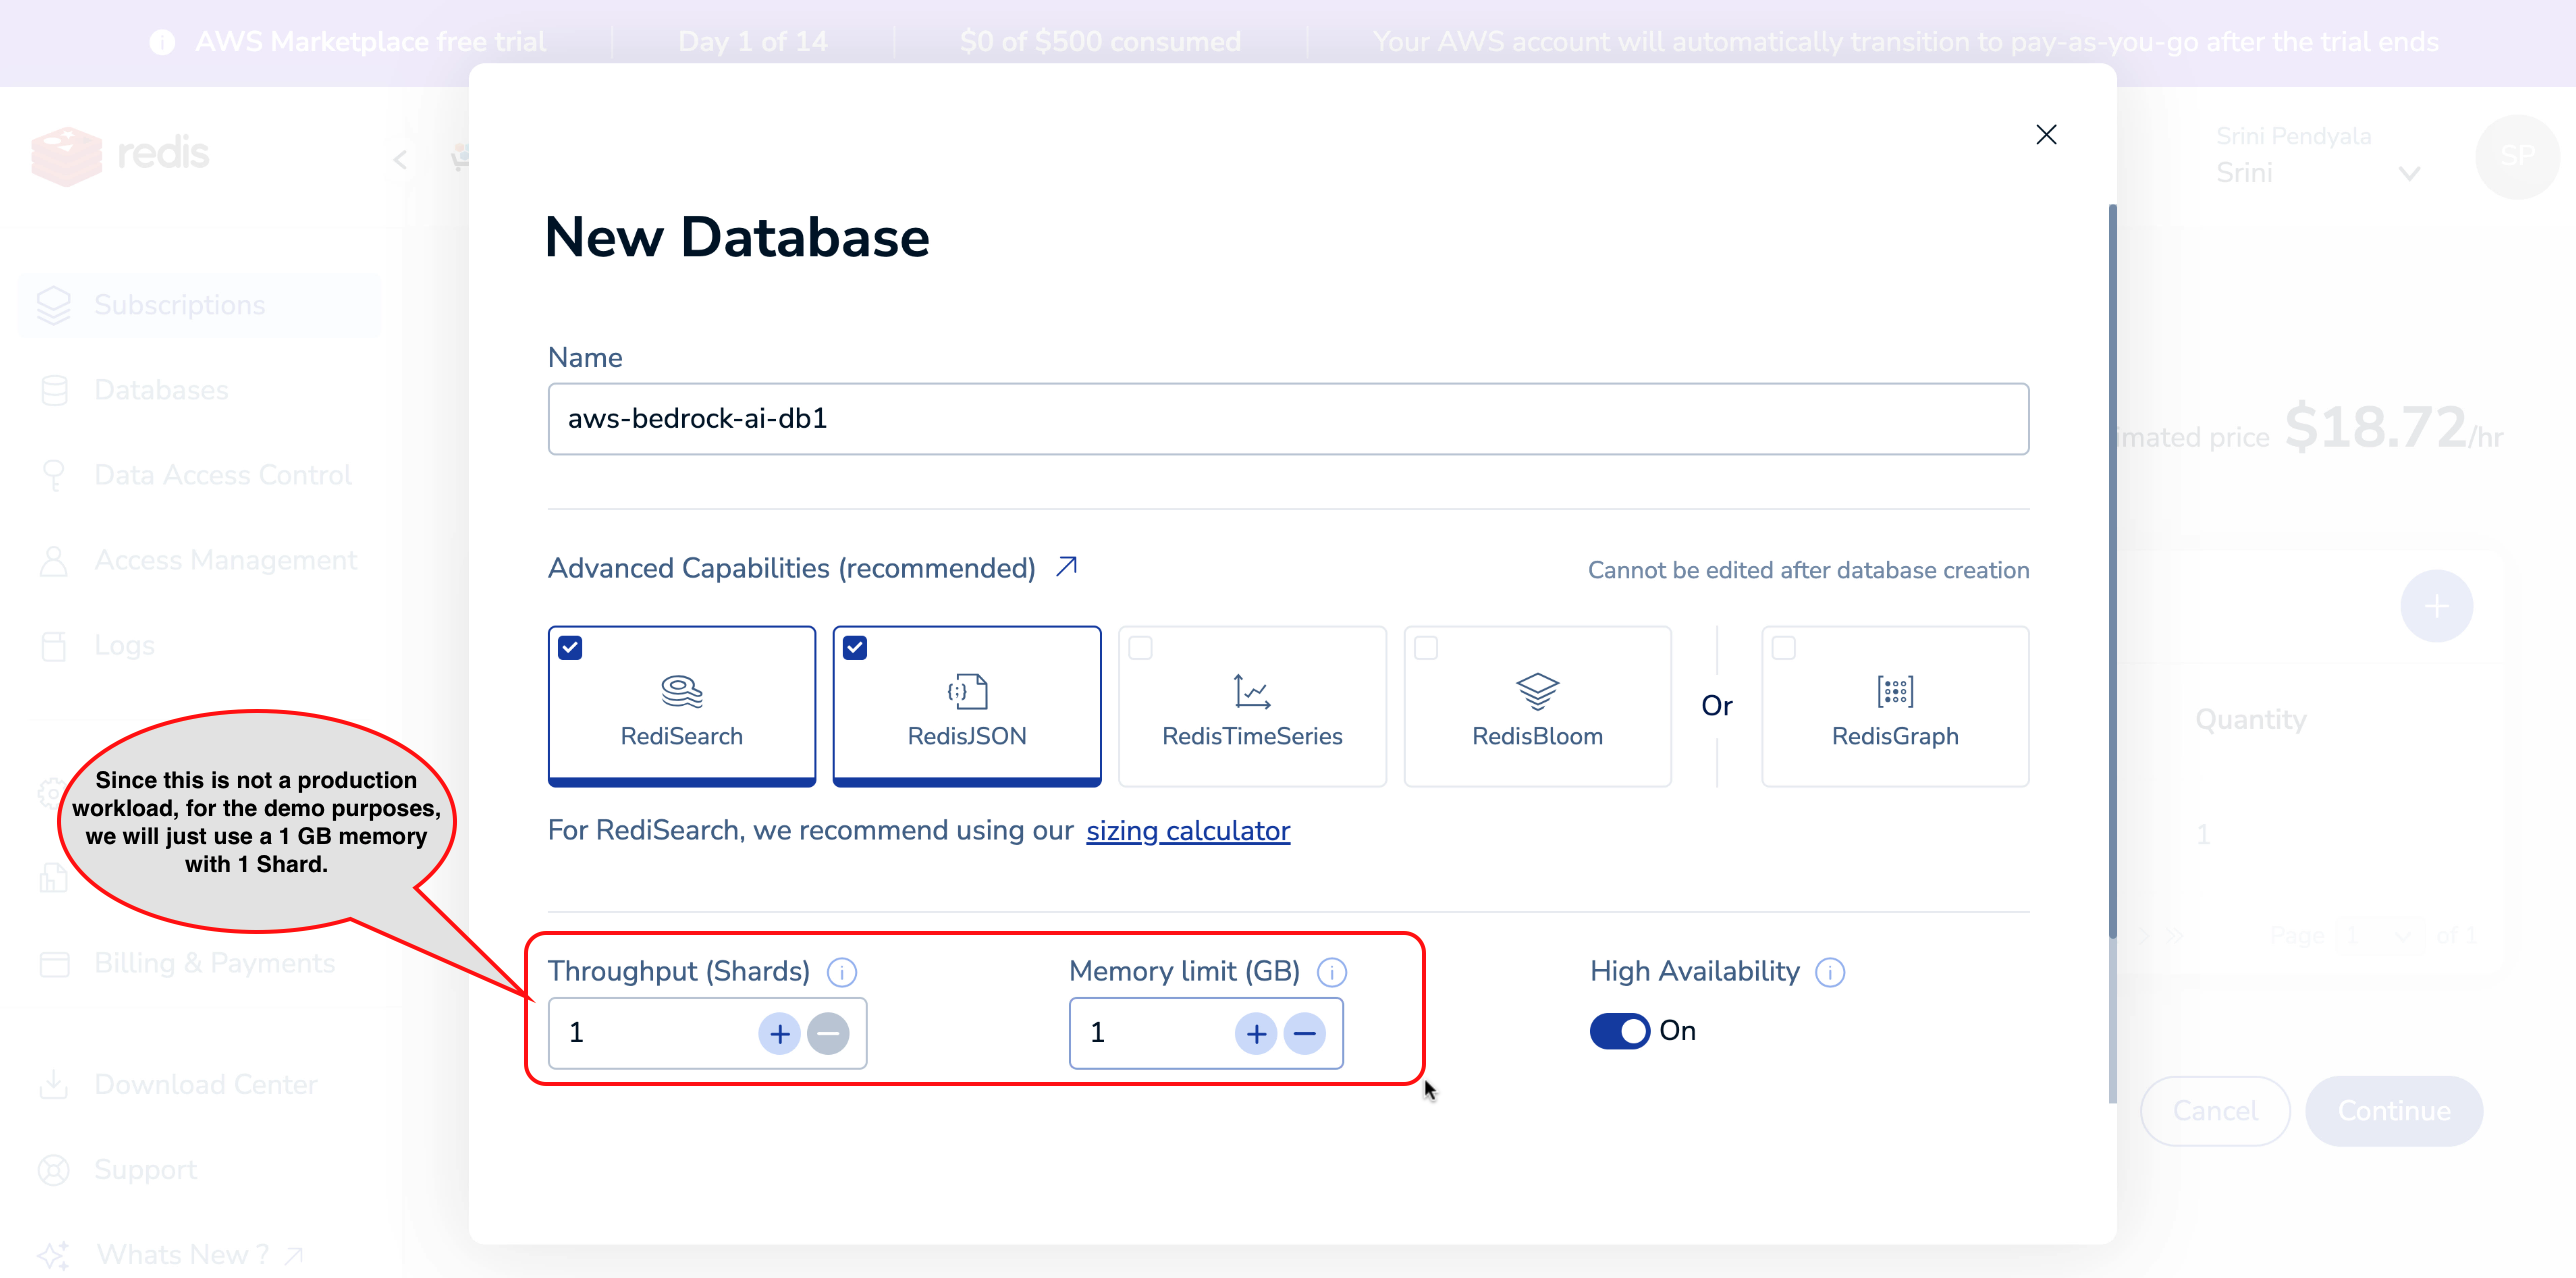 AWS Marketplace free trial
Day 1 of 14
$0 of $500 consumed
Your AWS account will automatically transition to pay-as-you-go after the trial ends
redis
Srini Pendyala
Srini
SP
New Database
Subscriptions
Name
Databases
aws-bedrock-ai-db1
imated price $18.72/hr
Data Access Control
Access Management
Advanced Capabilities (recommended)
Cannot be edited after database creation
Logs
RediSearch
RedisJSON
RedisTimeSeries
RedisBloom
Or
RedisGraph
Quantity
1
For RediSearch, we recommend using our sizing calculator
Since this is not a production
workload, for the demo purposes,
we will just use a 1 GB memory
with 1 Shard.
Page 1 of 1
Billing & Payments
Throughput (Shards)
Memory limit (GB)
High Availability
1
1
On
Download Center
Cancel
Continue
Support
Whats New ?